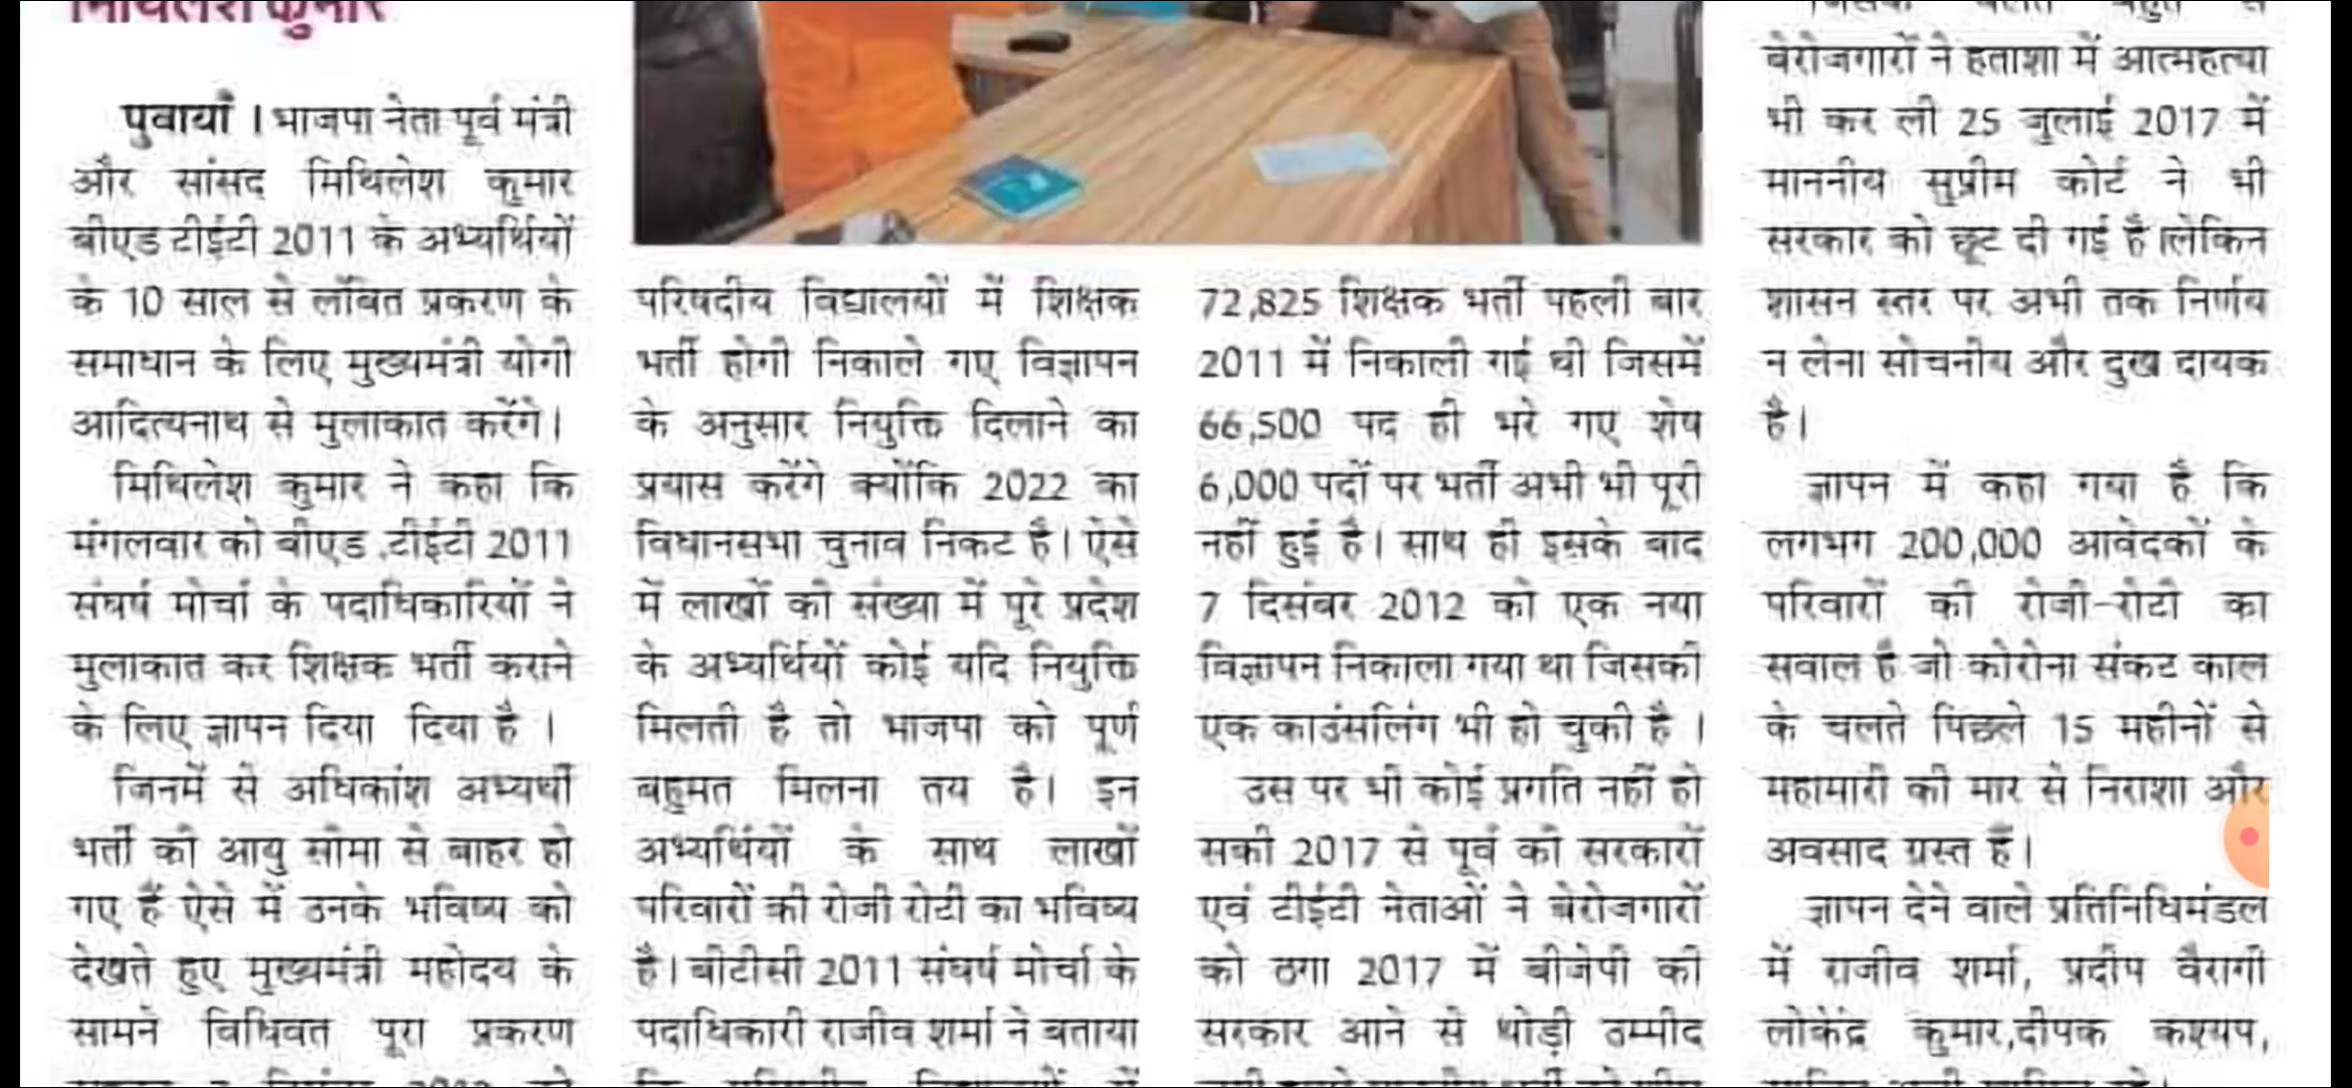 मिथिलेश कुमार
पुवायां । भाजपा नेता पूर्व मंत्री
और सांसद मिथिलेश कुमार
बीएड टीईटी 2011 के अभ्यर्थियों
के 10 साल से लंबित प्रकरण के
समाधान के लिए मुख्यमंत्री योगी
आदित्यनाथ से मुलाकात करेंगे।
मिथिलेश कुमार ने कहा कि
मंगलवार को बीएड .टीईटी 2011
संघर्ष मोर्चा के पदाधिकारियों ने
मुलाकात कर शिक्षक भर्ती कराने
के लिए ज्ञापन दिया दिया है ।
जिनमें से अधिकांश अभ्यर्थी
भर्ती की आयु सीमा से बाहर हो
गए हैं ऐसे में उनके भविष्य को
देखते हुए मुख्यमंत्री महोदय के
सामने विधिवत पूरा प्रकरण
परिषदीय विद्यालयों में शिक्षक
भर्ती होगी निकाले गए विज्ञापन
के अनुसार नियुक्ति दिलाने का
प्रयास करेंगे क्योंकि 2022 का
विधानसभा चुनाव निकट है। ऐसे
में लाखों की संख्या में पूरे प्रदेश
के अभ्यर्थियों कोई यदि नियुक्ति
मिलती है तो भाजपा को पूर्ण
बहुमत मिलना तय है। इन
अभ्यर्थियों के साथ लाखों
परिवारों की रोजी रोटी का भविष्य
है। बीटीसी 2011 संघर्ष मोर्चा के
पदाधिकारी राजीव शर्मा ने बताया
72,825 शिक्षक भर्ती पहली बार
2011 में निकाली गई थी जिसमें
66,500 पद ही भरे गए शेष
6,000 पदों पर भर्ती अभी भी पूरी
नहीं हुई है। साथ ही इसके बाद
7 दिसंबर 2012 को एक नया
विज्ञापन निकाला गया था जिसकी
एक काउंसलिंग भी हो चुकी है ।
उस पर भी कोई प्रगति नहीं हो
सकी 2017 से पूर्व की सरकारों
एवं टीईटी नेताओं ने बेरोजगारों
को ठगा 2017 में बीजेपी की
सरकार आने से थोड़ी उम्मीद
बेरोजगारों ने हताशा में आत्महत्या
भी कर ली 25 जुलाई 2017 में
माननीय सुप्रीम कोर्ट ने भी
सरकार को छूट दी गई है।लेकिन
शासन स्तर पर अभी तक निर्णय
न लेना सोचनीय और दुख दायक
है।
ज्ञापन में कहा गया है कि
लगभग 200,000 आवेदकों के
परिवारों की रोजी-रोटी का
सवाल है जो कोरोना संकट काल
के चलते पिछले 15 महीनों से
महामारी की मार से निराशा और
अवसाद ग्रस्त हैं।
ज्ञापन देने वाले प्रतिनिधिमंडल
में राजीव शर्मा, प्रदीप वैरागी
लोकेंद्र कुमार,दीपक कश्यप,